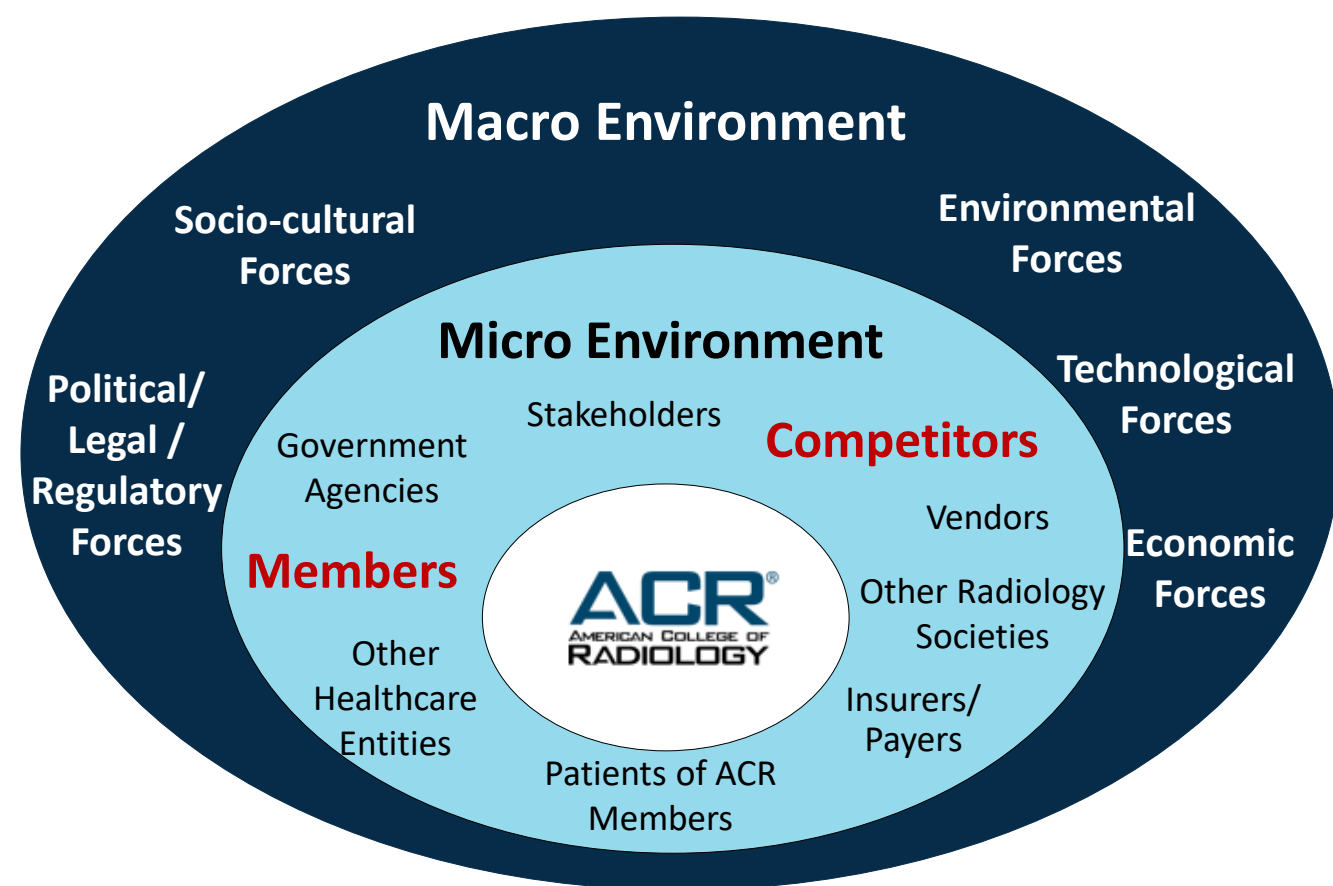 Macro Environment
Socio-cultural
Forces
Environmental
Forces
Political/
Legal /
Regulatory
Forces
Technological
Forces
Economic
Forces
Micro Environment
Stakeholders
Government
Agencies
Competitors
Members
Vendors
Other Radiology
Societies
Other
Healthcare
Entities
Insurers/
Payers
Patients of ACR
Members
ACR®
AMERICAN COLLEGE OF
RADIOLOGY